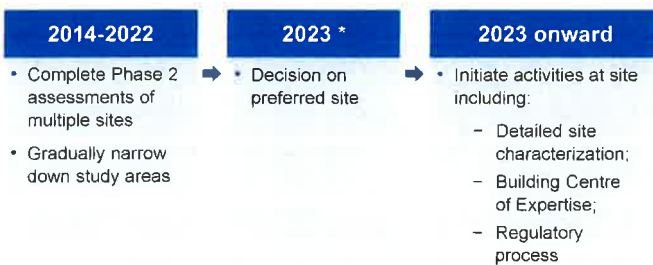 2014-2022
• Complete Phase 2
assessments of
multiple sites
• Gradually narrow
down study areas
2023 *
• Decision on
preferred site
2023 onward
• Initiate activities at site
including:
– Detailed site
characterization;
– Building Centre
of Expertise;
– Regulatory
process